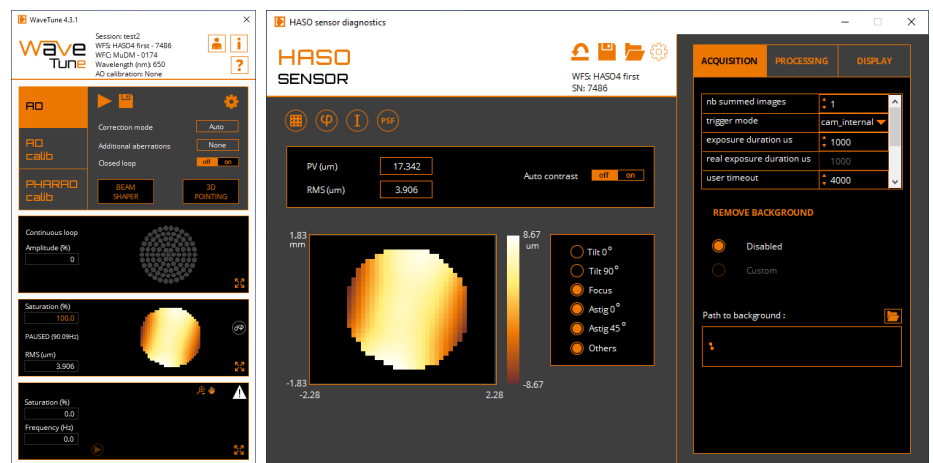 WaveTune 4.3.1
Wave
Tune
Session: test2
WFS: HASO4 first - 7486
WFC: MuDM - 0174
Wavelength (nm): 650
AO calibration: None
i
?
AO
AO
calib
PHARAO
calib
Correction mode
Auto
Additional aberrations
None
Closed loop
off on
BEAM
SHAPER
3D
POINTING
Continuous loop
Amplitude (%)
0
Saturation (%)
100.0
PAUSED (90.09Hz)
RMS (um)
3.906
Saturation (%)
0.0
Frequency (Hz)
0.0
HASO sensor diagnostics
HASO
SENSOR
WFS: HASO4 first
SN: 7486
φ
I
PSF
PV (um)
17.342
RMS (um)
3.906
Auto contrast
off on
1.83
mm
-1.83
-2.28
2.28
8.67
um
-8.67
Tilt 0°
Tilt 90°
Focus
Astig 0°
Astig 45°
Others
ACQUISITION PROCESSING DISPLAY
nb summed images 1
trigger mode cam_internal
exposure duration us 1000
real exposure duration us 1000
user timeout 4000
REMOVE BACKGROUND
Disabled
Custom
Path to background :